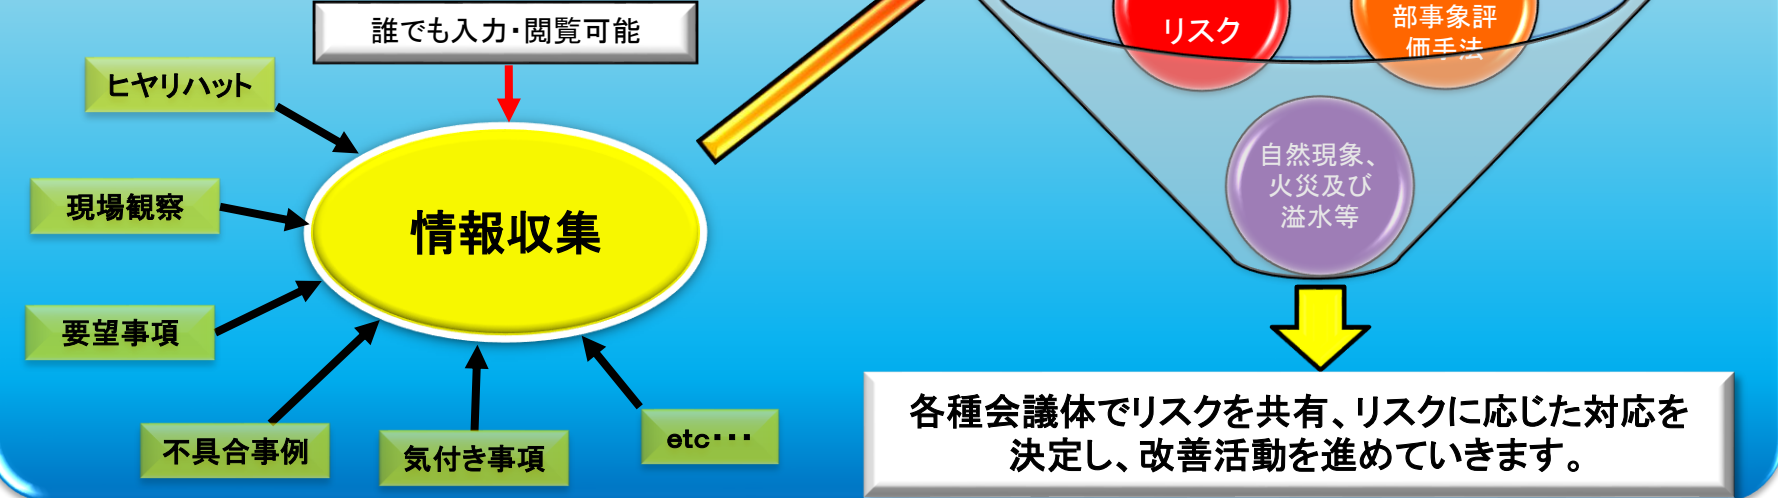 誰でも入力・閲覧可能
ヒヤリハット
現場観察
要望事項
不具合事例
気付き事項
etc・・・
情報収集
リスク
部事象評
価手法
自然現象、
火災及び
溢水等
各種会議体でリスクを共有、リスクに応じた対応を
決定し、改善活動を進めていきます。